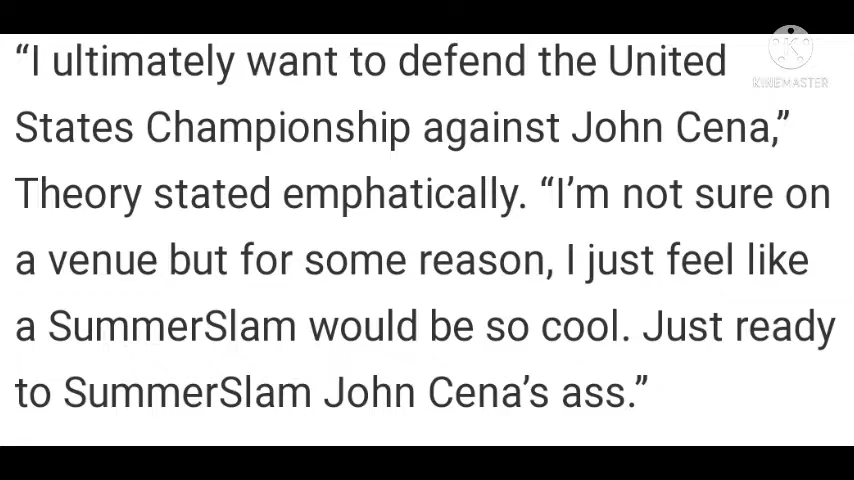 “I ultimately want to defend the United
KINEMASTER
States Championship against John Cena,”
Theory stated emphatically. “I’m not sure on
a venue but for some reason, I just feel like
a SummerSlam would be so cool. Just ready
to SummerSlam John Cena’s ass.”